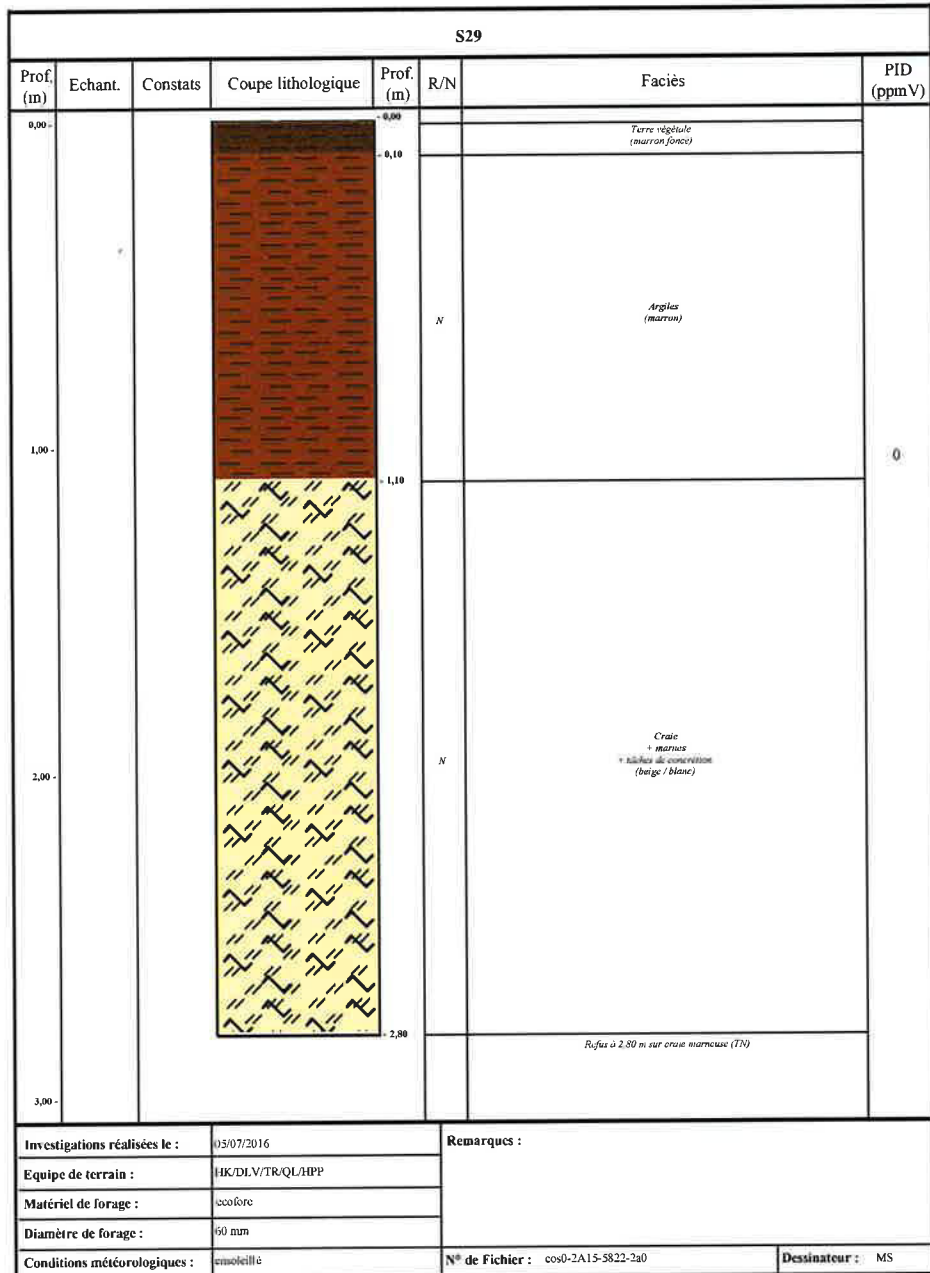 S29
Prof. (m) Echant. Constats Coupe lithologique Prof. (m) R/N Faciès PID (ppmV)
0,00 -
- 0,00
Terre végétale
(marron foncé)
- 0,10
N
Argiles
(marron)
1,00 -
0
- 1,10
Craie
+ marnes
+ tâches de concrétion
(beige / blanc)
N
2,00 -
- 2,80
Refus à 2,80 m sur craie marneuse (TN)
3,00 -
Investigations réalisées le : 05/07/2016
Remarques :
Equipe de terrain : HK/DLV/TR/QL/HPP
Matériel de forage : ecofore
Diamètre de forage : 60 mm
Conditions météorologiques : ensoleillé
N° de Fichier : cos0-2A15-5822-2a0
Dessinateur : MS